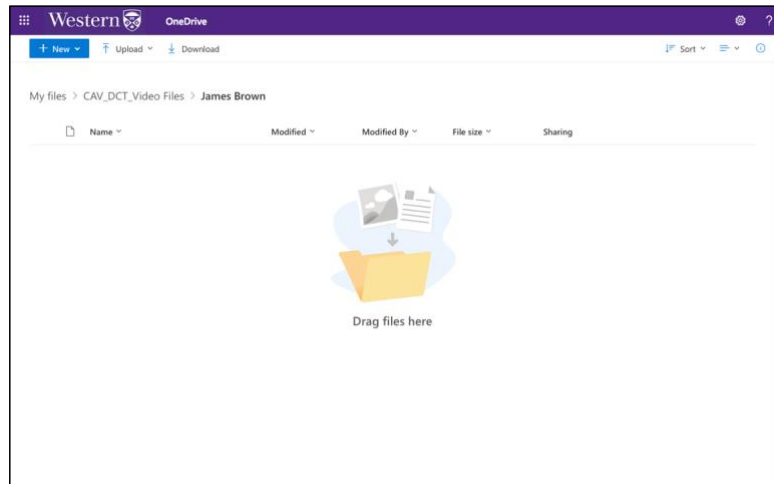 Western OneDrive ?
+ New Upload Download Sort
My files > CAV_DCT_Video Files > James Brown
Name Modified Modified By File size Sharing
Drag files here